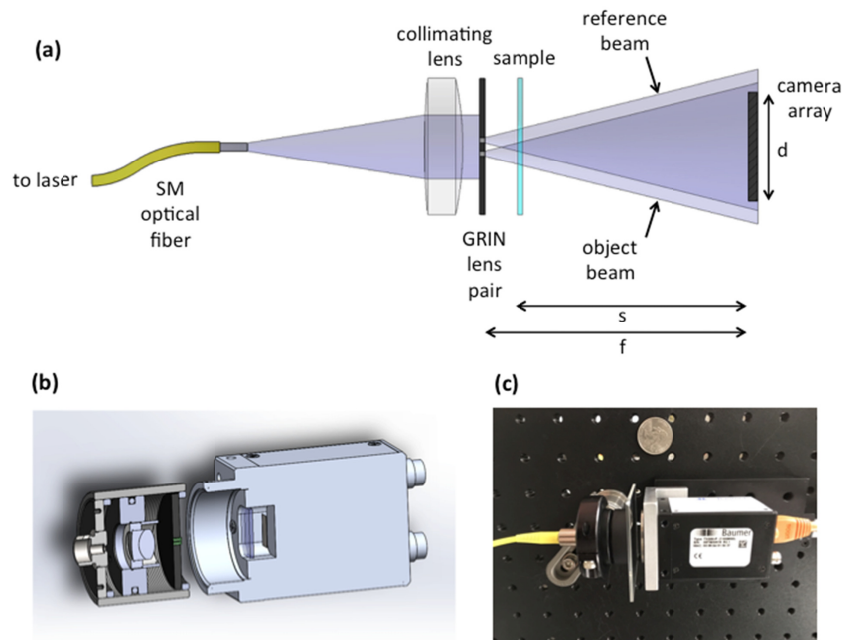 (a)
collimating
lens
sample
reference
beam
camera
array
d
to laser
SM
optical
fiber
GRIN
lens
pair
object
beam
s
f
(b)
(c)
Baumer